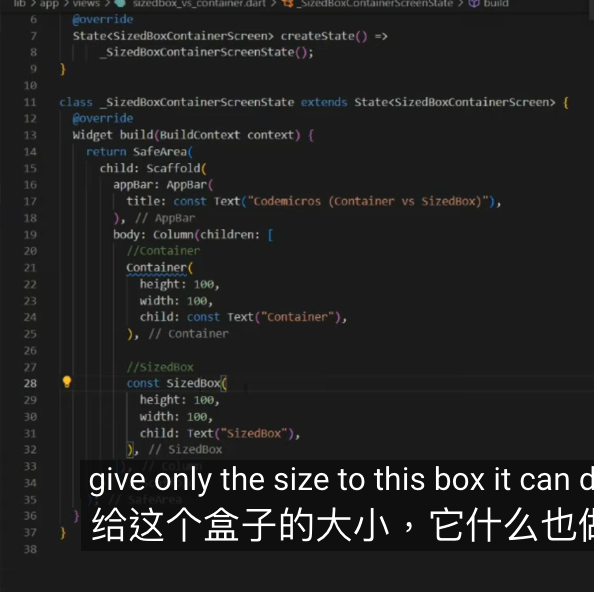 lib > app > views > sizedbox_vs_container.dart > _SizedBoxContainerScreenState > build
6 @override
7 State<SizedBoxContainerScreen> createState() =>
8 _SizedBoxContainerScreenState();
9 }
10
11 class _SizedBoxContainerScreenState extends State<SizedBoxContainerScreen> {
12 @override
13 Widget build(BuildContext context) {
14 return SafeArea(
15 child: Scaffold(
16 appBar: AppBar(
17 title: const Text("Codemicros (Container vs SizedBox)"),
18 ), // AppBar
19 body: Column(children: [
20 //Container
21 Container(
22 height: 100,
23 width: 100,
24 child: const Text("Container"),
25 ), // Container
26
27 //SizedBox
28 const SizedBox(
29 height: 100,
30 width: 100,
31 child: Text("SizedBox"),
32 ), // SizedBox
33 ]), // Column
34
35 // SafeArea
36 }
37 }
38
give only the size to this box it can d
给这个盒子的大小，它什么也做